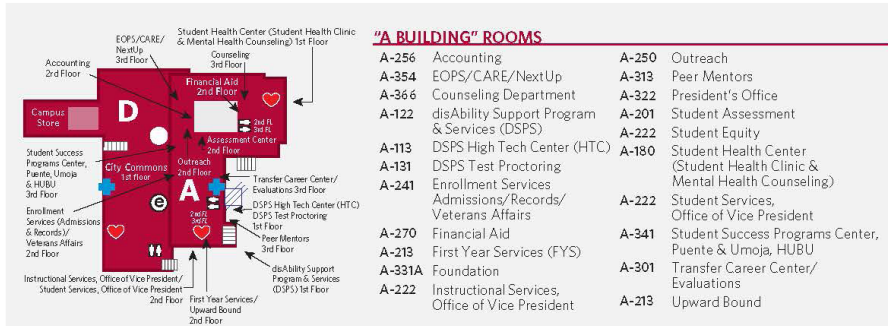 Student Health Center (Student Health Clinic
& Mental Health Counseling) 1st Floor
EOPS/CARE/
NextUp
3rd Floor
Counseling
3rd Floor
Accounting
2nd Floor
Financial Aid
2nd Floor
D
Campus
Store
2nd FL
3rd FL
Assessment Center
2nd Floor
Student Success
Programs Center,
Puente, Umoja
& HUBU
3rd Floor
City Commons
1st floor
Outreach
2nd Floor
Transfer Career Center/
Evaluations 3rd Floor
A
e
DSPS High Tech Center (HTC)
DSPS Test Proctoring
1st Floor
2nd FL
3rd FL
Enrollment
Services (Admissions
& Records)/
Veterans Affairs
2nd Floor
Peer Mentors
3rd Floor
disAbility Support
Program & Services
(DSPS) 1st Floor
Instructional Services, Office of Vice President/
Student Services, Office of Vice President
2nd Floor
First Year Services/
Upward Bound
2nd Floor
"A BUILDING" ROOMS
A-256 Accounting
A-354 EOPS/CARE/NextUp
A-366 Counseling Department
A-122 disAbility Support Program
& Services (DSPS)
A-113 DSPS High Tech Center (HTC)
A-131 DSPS Test Proctoring
A-241 Enrollment Services
Admissions/Records/
Veterans Affairs
A-270 Financial Aid
A-213 First Year Services (FYS)
A-331A Foundation
A-222 Instructional Services,
Office of Vice President
A-250 Outreach
A-313 Peer Mentors
A-322 President's Office
A-201 Student Assessment
A-222 Student Equity
A-180 Student Health Center
(Student Health Clinic &
Mental Health Counseling)
A-222 Student Services,
Office of Vice President
A-341 Student Success Programs Center,
Puente & Umoja, HUBU
A-301 Transfer Career Center/
Evaluations
A-213 Upward Bound